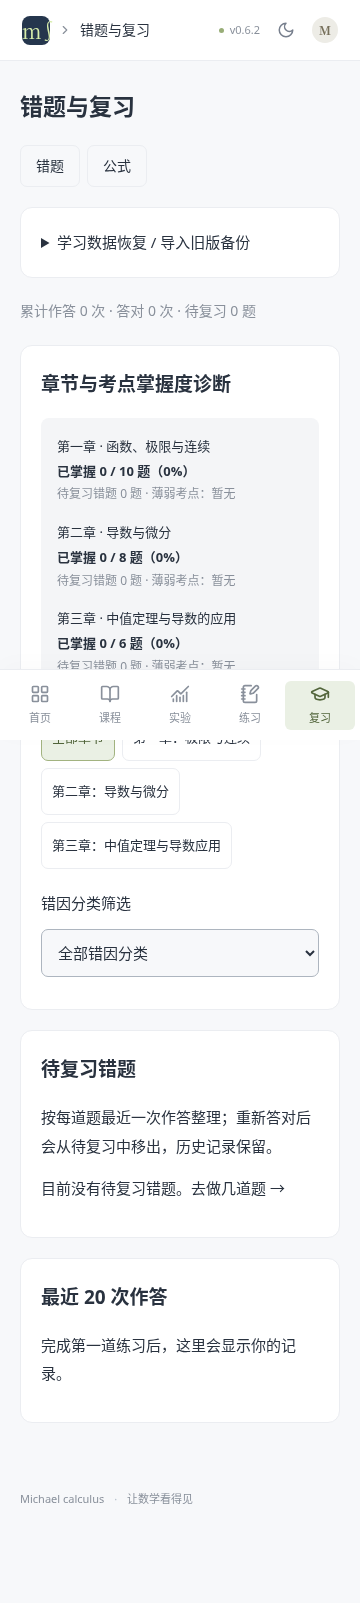 m∫
错题与复习
v0.6.2
M
错题与复习
错题
公式
学习数据恢复 / 导入旧版备份
累计作答 0 次 · 答对 0 次 · 待复习 0 题
章节与考点掌握度诊断
第一章 · 函数、极限与连续
已掌握 0 / 10 题（0%）
待复习错题 0 题 · 薄弱考点：暂无
第二章 · 导数与微分
已掌握 0 / 8 题（0%）
待复习错题 0 题 · 薄弱考点：暂无
第三章 · 中值定理与导数的应用
已掌握 0 / 6 题（0%）
待复习错题 0 题 · 薄弱考点：暂无
首页
课程
实验
练习
复习
第二章：导数与微分
第三章：中值定理与导数应用
错因分类筛选
全部错因分类
待复习错题
按每道题最近一次作答整理；重新答对后
会从待复习中移出，历史记录保留。
目前没有待复习错题。去做几道题 →
最近 20 次作答
完成第一道练习后，这里会显示你的记
录。
Michael calculus · 让数学看得见